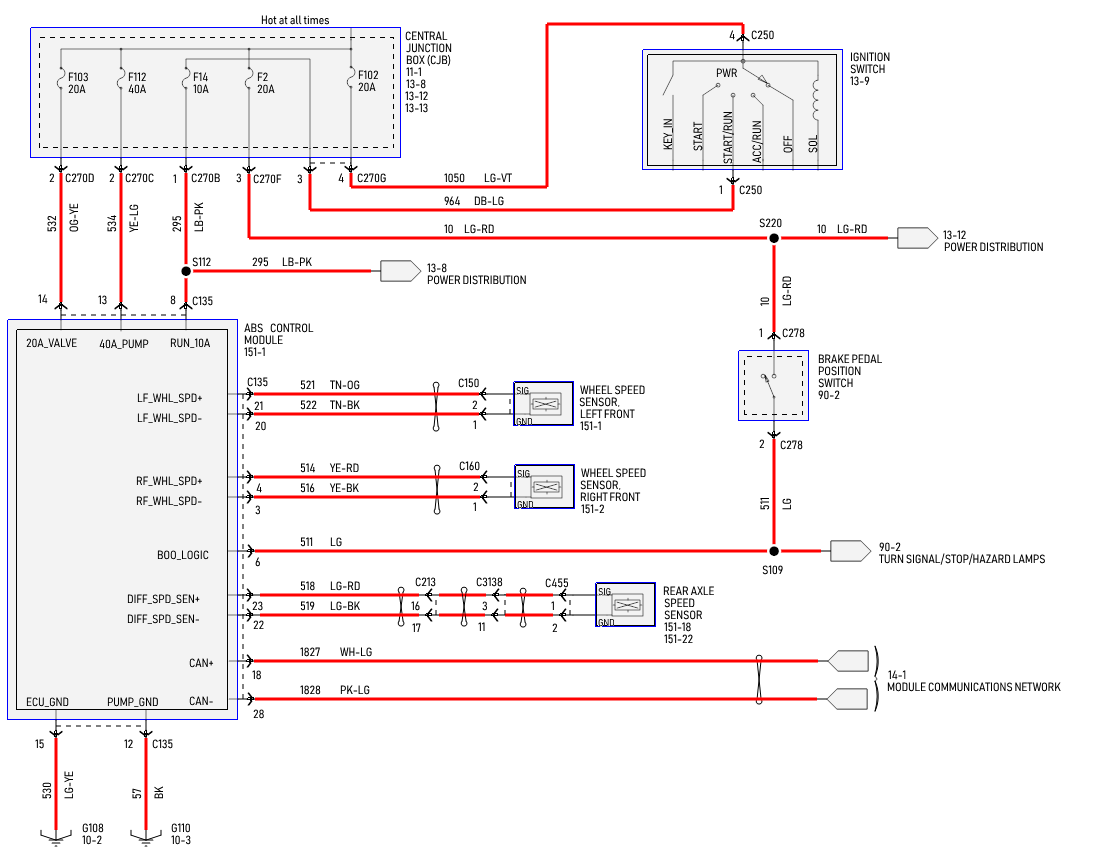 Hot at all times
CENTRAL
JUNCTION
BOX (CJB)
11-1
13-8
13-12
13-13
F103
20A
F112
40A
F14
10A
F2
20A
F102
20A
4 C250
IGNITION
SWITCH
13-9
PWR
KEY_IN
START
START/RUN
ACC/RUN
OFF
SOL
1 C250
2 C270D
2 C270C
1 C270B
3 C270F
3
4 C270G
1050 LG-VT
964 DB-LG
10 LG-RD
532 OG-YE
534 YE-LG
295 LB-PK
S112
295 LB-PK
13-8
POWER DISTRIBUTION
S220
10 LG-RD
13-12
POWER DISTRIBUTION
10 LG-RD
1 C278
BRAKE PEDAL
POSITION
SWITCH
90-2
2 C278
511 LG
S109
90-2
TURN SIGNAL/STOP/HAZARD LAMPS
14
13
8 C135
20A_VALVE
40A_PUMP
RUN_10A
ABS CONTROL
MODULE
151-1
LF_WHL_SPD+
LF_WHL_SPD-
C135
21
20
521 TN-OG
522 TN-BK
C150
2
1
SIG
GND
WHEEL SPEED
SENSOR,
LEFT FRONT
151-1
RF_WHL_SPD+
RF_WHL_SPD-
4
3
514 YE-RD
516 YE-BK
C160
2
1
SIG
GND
WHEEL SPEED
SENSOR,
RIGHT FRONT
151-2
BOO_LOGIC
6
511 LG
DIFF_SPD_SEN+
DIFF_SPD_SEN-
23
22
518 LG-RD
519 LG-BK
C213
16
17
C3138
3
11
C455
1
2
SIG
GND
REAR AXLE
SPEED
SENSOR
151-18
151-22
CAN+
18
1827 WH-LG
CAN-
28
1828 PK-LG
14-1
MODULE COMMUNICATIONS NETWORK
ECU_GND
PUMP_GND
15
12 C135
530 LG-YE
57 BK
G108
10-2
G110
10-3